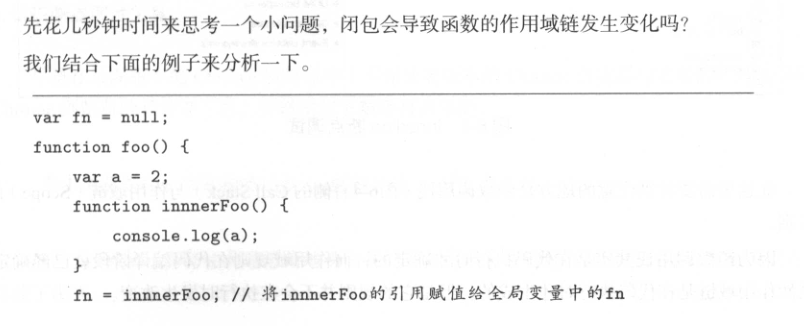 先花几秒钟时间来思考一个小问题，闭包会导致函数的作用域链发生变化吗？
我们结合下面的例子来分析一下。
var fn = null;
function foo() {
    var a = 2;
    function innnerFoo() {
        console.log(a);
    }
    fn = innnerFoo; // 将innnerFoo的引用赋值给全局变量中的fn